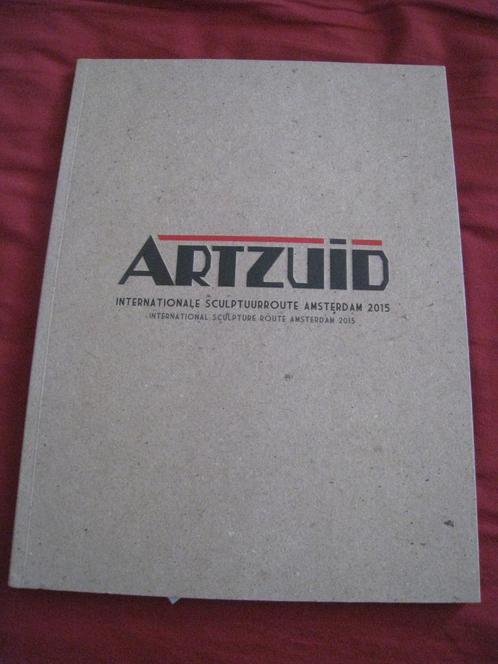 ARTZUID
INTERNATIONALE SCULPTUURROUTE AMSTERDAM 2015
INTERNATIONAL SCULPTURE ROUTE AMSTERDAM 2015